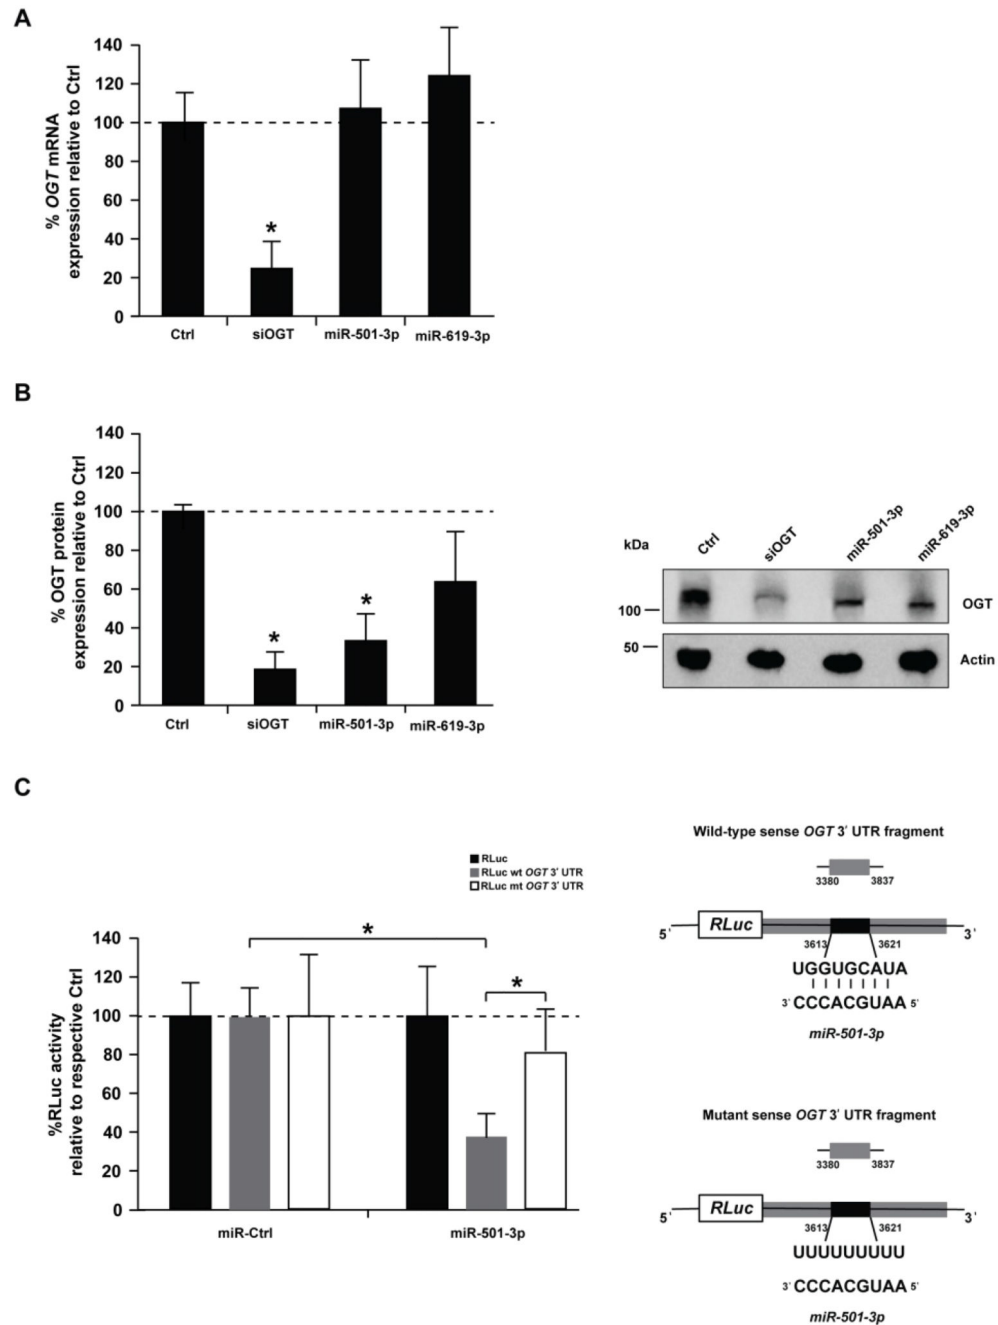 A
% OGT mRNA
expression relative to Ctrl
140
120
100
80
60
40
20
0
*
Ctrl
siOGT
miR-501-3p
miR-619-3p
B
% OGT protein
expression relative to Ctrl
140
120
100
80
60
40
20
0
*
*
Ctrl
siOGT
miR-501-3p
miR-619-3p
kDa
Ctrl
siOGT
miR-501-3p
miR-619-3p
100
OGT
50
Actin
C
RLuc
RLuc wt OGT 3' UTR
RLuc mt OGT 3' UTR
%RLuc activity
relative to respective Ctrl
140
120
100
80
60
40
20
0
*
*
miR-Ctrl
miR-501-3p
Wild-type sense OGT 3' UTR fragment
3380 3837
5' RLuc 3'
3613 3621
UGGUGCAUA
3' CCCACGUAA 5'
miR-501-3p
Mutant sense OGT 3' UTR fragment
3380 3837
5' RLuc 3'
3613 3621
UUUUUUUUU
3' CCCACGUAA 5'
miR-501-3p